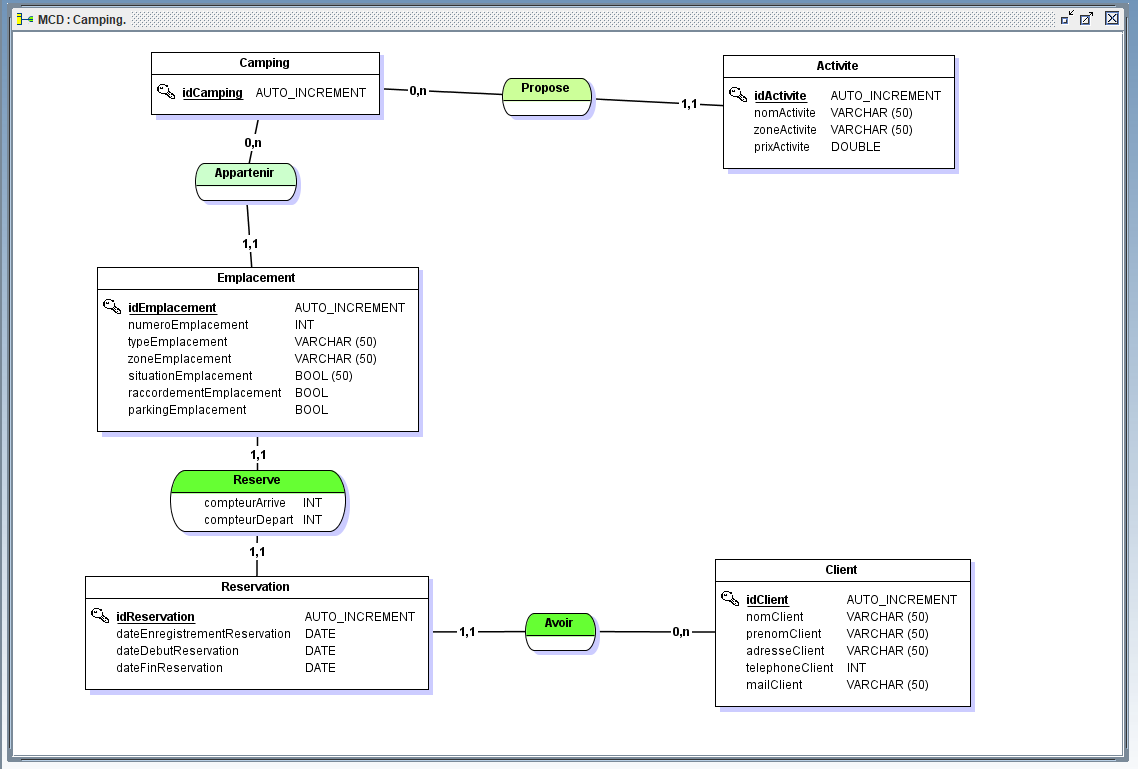 MCD : Camping.
Camping
idCamping AUTO_INCREMENT
0,n
Propose
1,1
Activite
idActivite AUTO_INCREMENT
nomActivite VARCHAR (50)
zoneActivite VARCHAR (50)
prixActivite DOUBLE
0,n
Appartenir
1,1
Emplacement
idEmplacement AUTO_INCREMENT
numeroEmplacement INT
typeEmplacement VARCHAR (50)
zoneEmplacement VARCHAR (50)
situationEmplacement BOOL (50)
raccordementEmplacement BOOL
parkingEmplacement BOOL
1,1
Reserve
compteurArrive INT
compteurDepart INT
1,1
Reservation
idReservation AUTO_INCREMENT
dateEnregistrementReservation DATE
dateDebutReservation DATE
dateFinReservation DATE
1,1
Avoir
0,n
Client
idClient AUTO_INCREMENT
nomClient VARCHAR (50)
prenomClient VARCHAR (50)
adresseClient VARCHAR (50)
telephoneClient INT
mailClient VARCHAR (50)